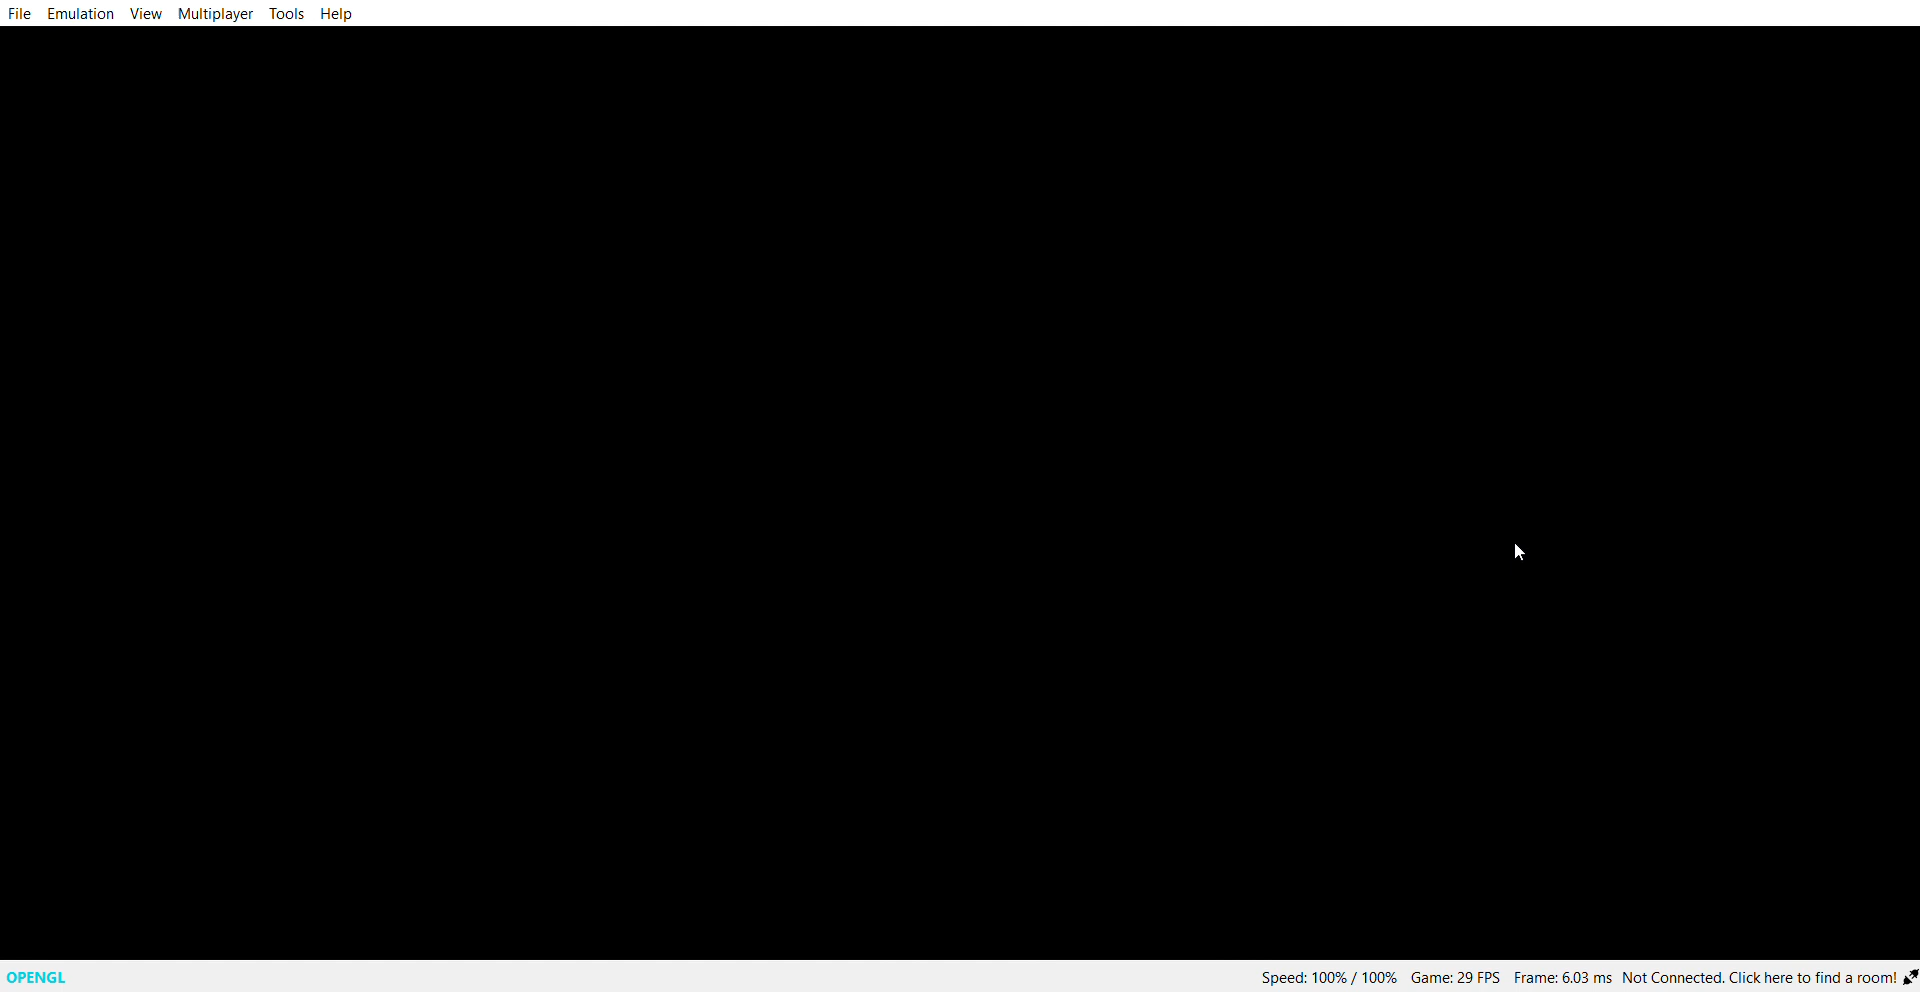 File Emulation View Multiplayer Tools Help
OPENGL Speed: 100% / 100% Game: 29 FPS Frame: 6.03 ms Not Connected. Click here to find a room!